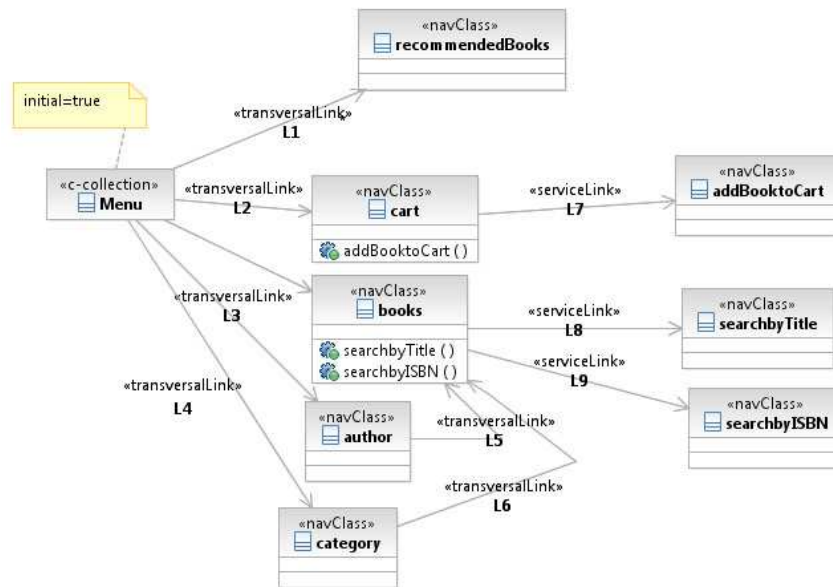 «navClass»
recommendedBooks
initial=true
«transversalLink»
L1
«c-collection»
Menu
«transversalLink»
L2
«navClass»
cart
addBooktoCart ()
«serviceLink»
L7
«navClass»
addBooktoCart
«transversalLink»
L3
«navClass»
books
searchbyTitle ()
searchbyISBN ()
«serviceLink»
L8
«navClass»
searchbyTitle
«serviceLink»
L9
«navClass»
searchbyISBN
«transversalLink»
L4
«navClass»
author
«transversalLink»
L5
«transversalLink»
L6
«navClass»
category